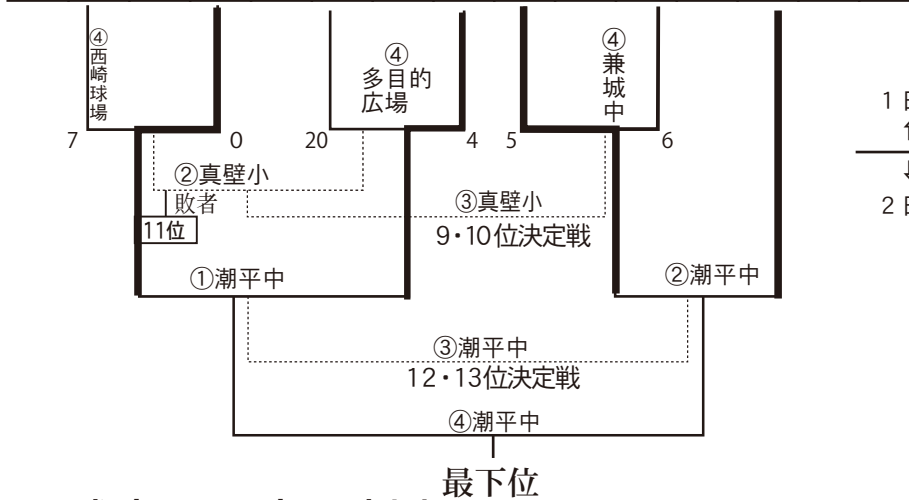 ④西崎球場
④
多目的
広場
④兼城中
1
7
0
20
4
5
6
②真壁小
敗者
11位
③真壁小
2
9・10位決定戦
①潮平中
②潮平中
③潮平中
12・13位決定戦
④潮平中
最下位